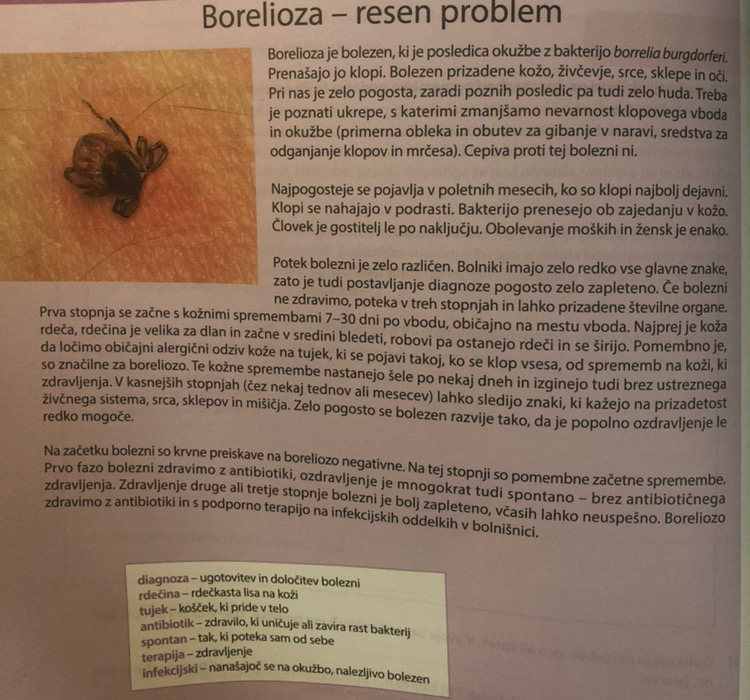 Borelioza – resen problem
Borelioza je bolezen, ki je posledica okužbe z bakterijo borrelia burgdorferi.
Prenašajo jo klopi. Bolezen prizadene kožo, živčevje, srce, sklepe in oči.
Pri nas je zelo pogosta, zaradi poznih posledic pa tudi zelo huda. Treba
je poznati ukrepe, s katerimi zmanjšamo nevarnost klopovega vboda
in okužbe (primerna obleka in obutev za gibanje v naravi, sredstva za
odganjanje klopov in mrčesa). Cepiva proti tej bolezni ni.
Najpogosteje se pojavlja v poletnih mesecih, ko so klopi najbolj dejavni.
Klopi se nahajajo v podrasti. Bakterijo prenesejo ob zajedanju v kožo.
Človek je gostitelj le po naključju. Obolevanje moških in žensk je enako.
Potek bolezni je zelo različen. Bolniki imajo zelo redko vse glavne znake,
zato je tudi postavljanje diagnoze pogosto zelo zapleteno. Če bolezni
ne zdravimo, poteka v treh stopnjah in lahko prizadene številne organe.
Prva stopnja se začne s kožnimi spremembami 7–30 dni po vbodu, običajno na mestu vboda. Najprej je koža
rdeča, rdečina je velika za dlan in začne v sredini bledeti, robovi pa ostanejo rdeči in se širijo. Pomembno je,
da ločimo običajni alergični odziv kože na tujek, ki se pojavi takoj, ko se klop vsesa, od sprememb na koži, ki
so značilne za boreliozo. Te kožne spremembe nastanejo šele po nekaj dneh in izginejo tudi brez ustreznega
zdravljenja. V kasnejših stopnjah (čez nekaj tednov ali mesecev) lahko sledijo znaki, ki kažejo na prizadetost
živčnega sistema, srca, sklepov in mišičja. Zelo pogosto se bolezen razvije tako, da je popolno ozdravljenje le
redko mogoče.
Na začetku bolezni so krvne preiskave na boreliozo negativne. Na tej stopnji so pomembne začetne spremembe.
Prvo fazo bolezni zdravimo z antibiotiki, ozdravljenje je mnogokrat tudi spontano – brez antibiotičnega
zdravljenja. Zdravljenje druge ali tretje stopnje bolezni je bolj zapleteno, včasih lahko neuspešno. Boreliozo
zdravimo z antibiotiki in s podporno terapijo na infekcijskih oddelkih v bolnišnici.
diagnoza – ugotovitev in določitev bolezni
rdečina – rdečkasta lisa na koži
tujek – košček, ki pride v telo
antibiotik – zdravilo, ki uničuje ali zavira rast bakterij
spontan – tak, ki poteka sam od sebe
terapija – zdravljenje
infekcijski – nanašajoč se na okužbo, nalezljivo bolezen